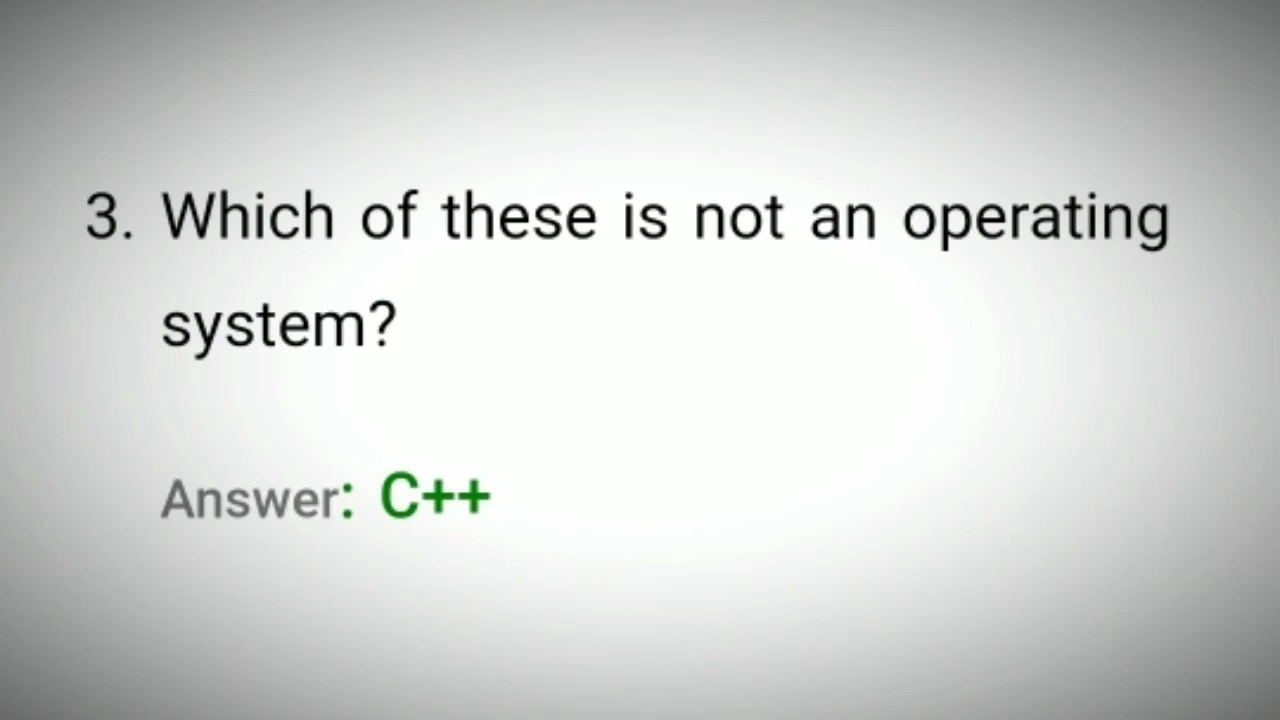 3. Which of these is not an operating
system?
Answer: C++